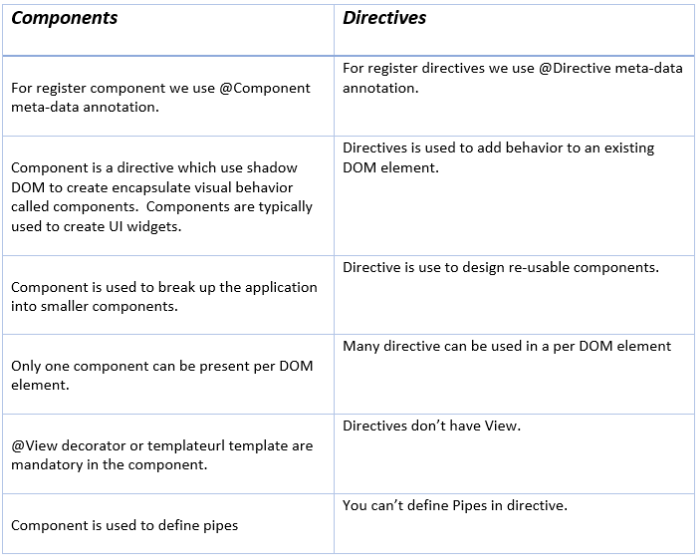 Components
Directives
For register component we use @Component
meta-data annotation.
For register directives we use @Directive meta-data
annotation.
Component is a directive which use shadow
DOM to create encapsulate visual behavior
called components.  Components are typically
used to create UI widgets.
Directives is used to add behavior to an existing
DOM element.
Component is used to break up the application
into smaller components.
Directive is use to design re-usable components.
Only one component can be present per DOM
element.
Many directive can be used in a per DOM element
@View decorator or templateurl template are
mandatory in the component.
Directives don’t have View.
Component is used to define pipes
You can’t define Pipes in directive.